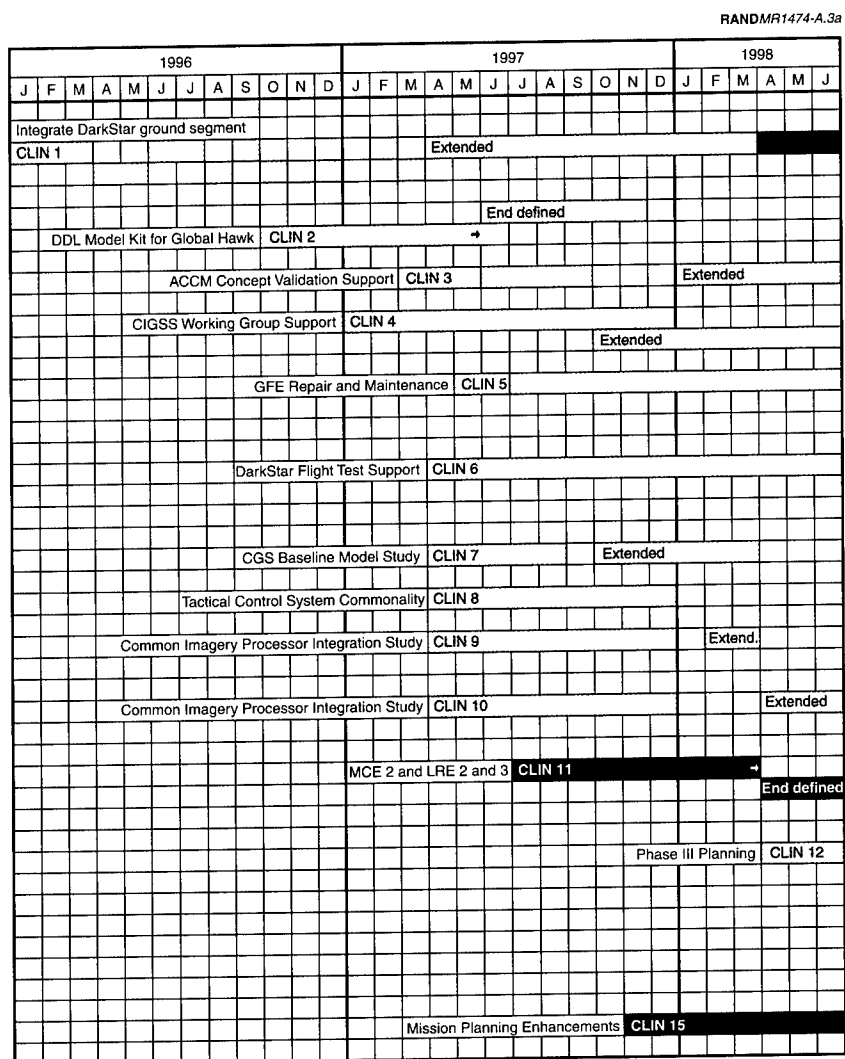 RANDMR1474-A.3a
1996 1997 1998
J F M A M J J A S O N D J F M A M J J A S O N D J F M A M J
Integrate DarkStar ground segment
CLIN 1 Extended
End defined
DDL Model Kit for Global Hawk CLIN 2 →
ACCM Concept Validation Support CLIN 3 Extended
CIGSS Working Group Support CLIN 4
Extended
GFE Repair and Maintenance CLIN 5
DarkStar Flight Test Support CLIN 6
CGS Baseline Model Study CLIN 7 Extended
Tactical Control System Commonality CLIN 8
Common Imagery Processor Integration Study CLIN 9 Extend.
Common Imagery Processor Integration Study CLIN 10 Extended
MCE 2 and LRE 2 and 3 CLIN 11 →
End defined
Phase III Planning CLIN 12
Mission Planning Enhancements CLIN 15